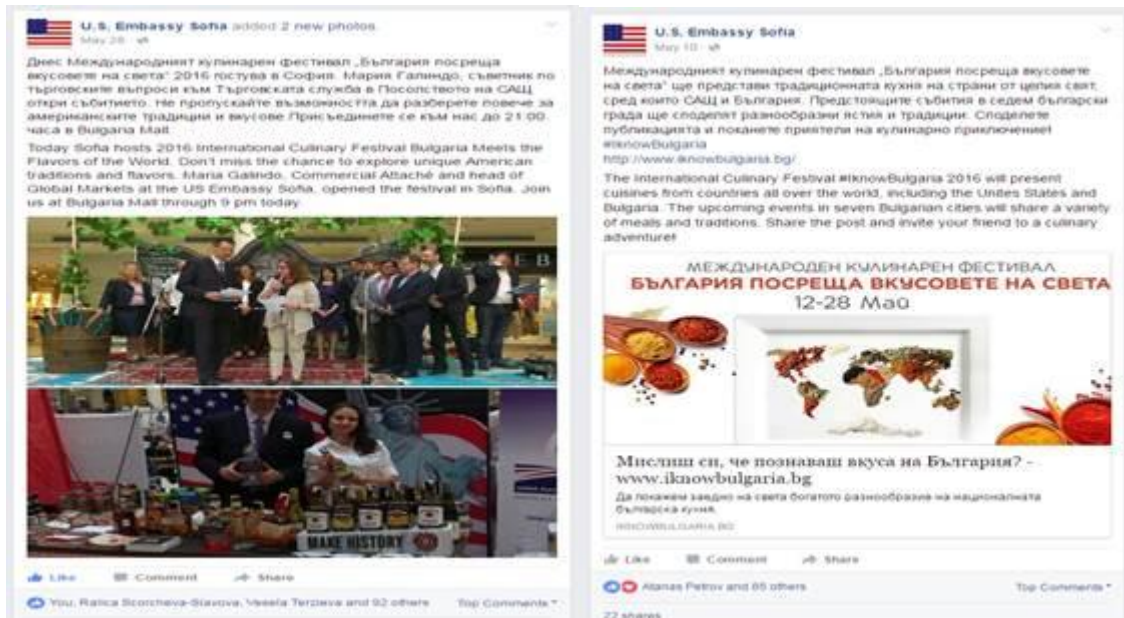 U.S. Embassy Sofia added 2 new photos.
May 28
Днес Международният кулинарен фестивал „България посреща
вкусовете на света" 2016 гостува в София. Мария Галиндо, съветник по
търговските въпроси към Търговската служба в Посолството на САЩ
откри събитието. Не пропускайте възможността да разберете повече за
американските традиции и вкусове. Присъединете се към нас до 21.00
часа в Bulgaria Mall.
Today Sofia hosts 2016 International Culinary Festival Bulgaria Meets the
Flavors of the World. Don't miss the chance to explore unique American
traditions and flavors. Maria Galindo, Commercial Attaché and head of
Global Markets at the US Embassy Sofia, opened the festival in Sofia. Join
us at Bulgaria Mall through 9 pm today.
MAKE HISTORY
Like Comment Share
You, Ralica Scorcheva-Slavova, Vesela Terzieva and 92 others Top Comments
U.S. Embassy Sofia
May 10
Международният кулинарен фестивал „България посреща вкусовете
на света" ще представи традиционната кухня на страни от целия свят,
сред които САЩ и България. Предстоящите събития в седем български
града ще споделят разнообразни ястия и традиции. Споделете
публикацията и поканете приятели на кулинарно приключение!
#IknowBulgaria
http://www.iknowbulgaria.bg/
The International Culinary Festival #IknowBulgaria 2016 will present
cuisines from countries all over the world, including the Unites States and
Bulgaria. The upcoming events in seven Bulgarian cities will share a variety
of meals and traditions. Share the post and invite your friend to a culinary
adventure!
МЕЖДУНАРОДЕН КУЛИНАРЕН ФЕСТИВАЛ
БЪЛГАРИЯ ПОСРЕЩА ВКУСОВЕТЕ НА СВЕТА
12-28 Май
Мислиш си, че познаваш вкуса на България? -
www.iknowbulgaria.bg
Да покажем заедно на света богатото разнообразие на националната
българска кухня.
IKNOWBULGARIA.BG
Like Comment Share
Atanas Petrov and 85 others Top Comments
22 shares